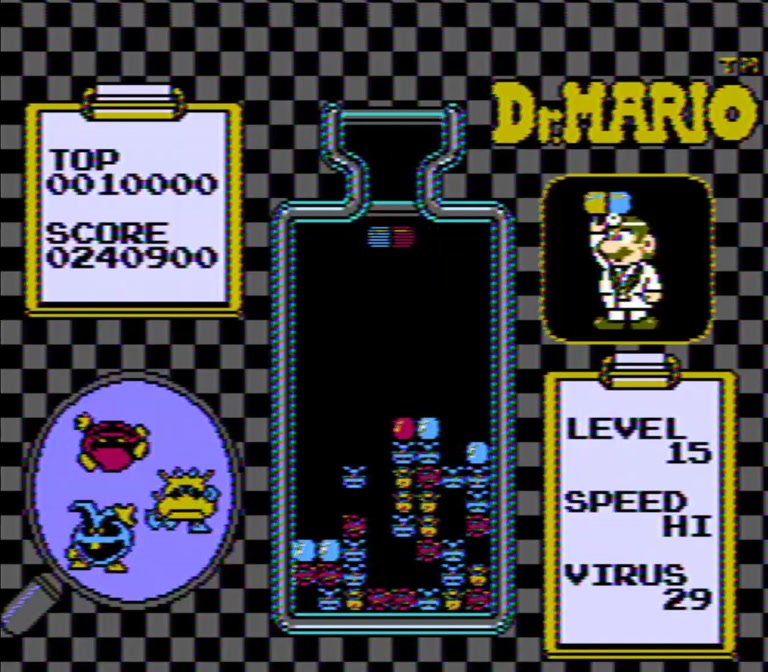 TM
Dr. MARIO
TOP
0010000
SCORE
0240900
LEVEL
15
SPEED
HI
VIRUS
29